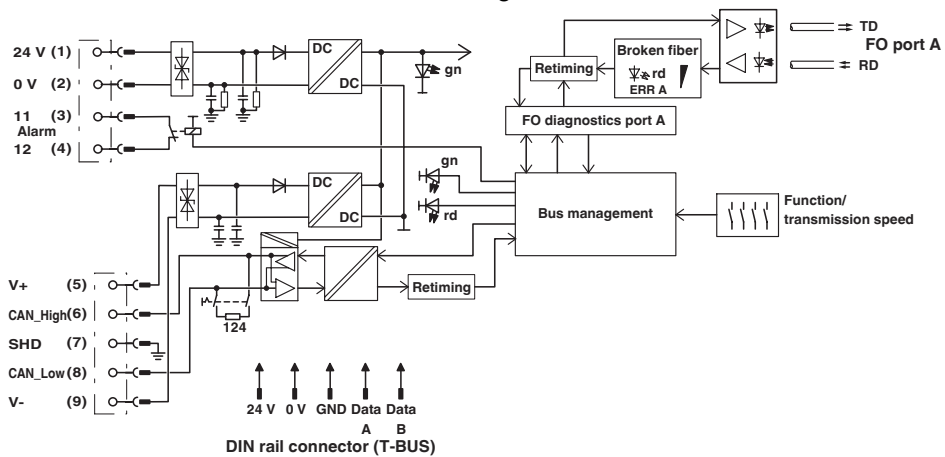 24 V (1)
0 V (2)
11 (3)
Alarm
12 (4)
DC
DC
gn
Retiming
Broken fiber
rd
ERR A
TD
FO port A
RD
FO diagnostics port A
gn
rd
DC
DC
Bus management
Function/
transmission speed
Retiming
124
V+ (5)
CAN_High(6)
SHD (7)
CAN_Low (8)
V- (9)
24 V 0 V GND Data Data
A B
DIN rail connector (T-BUS)